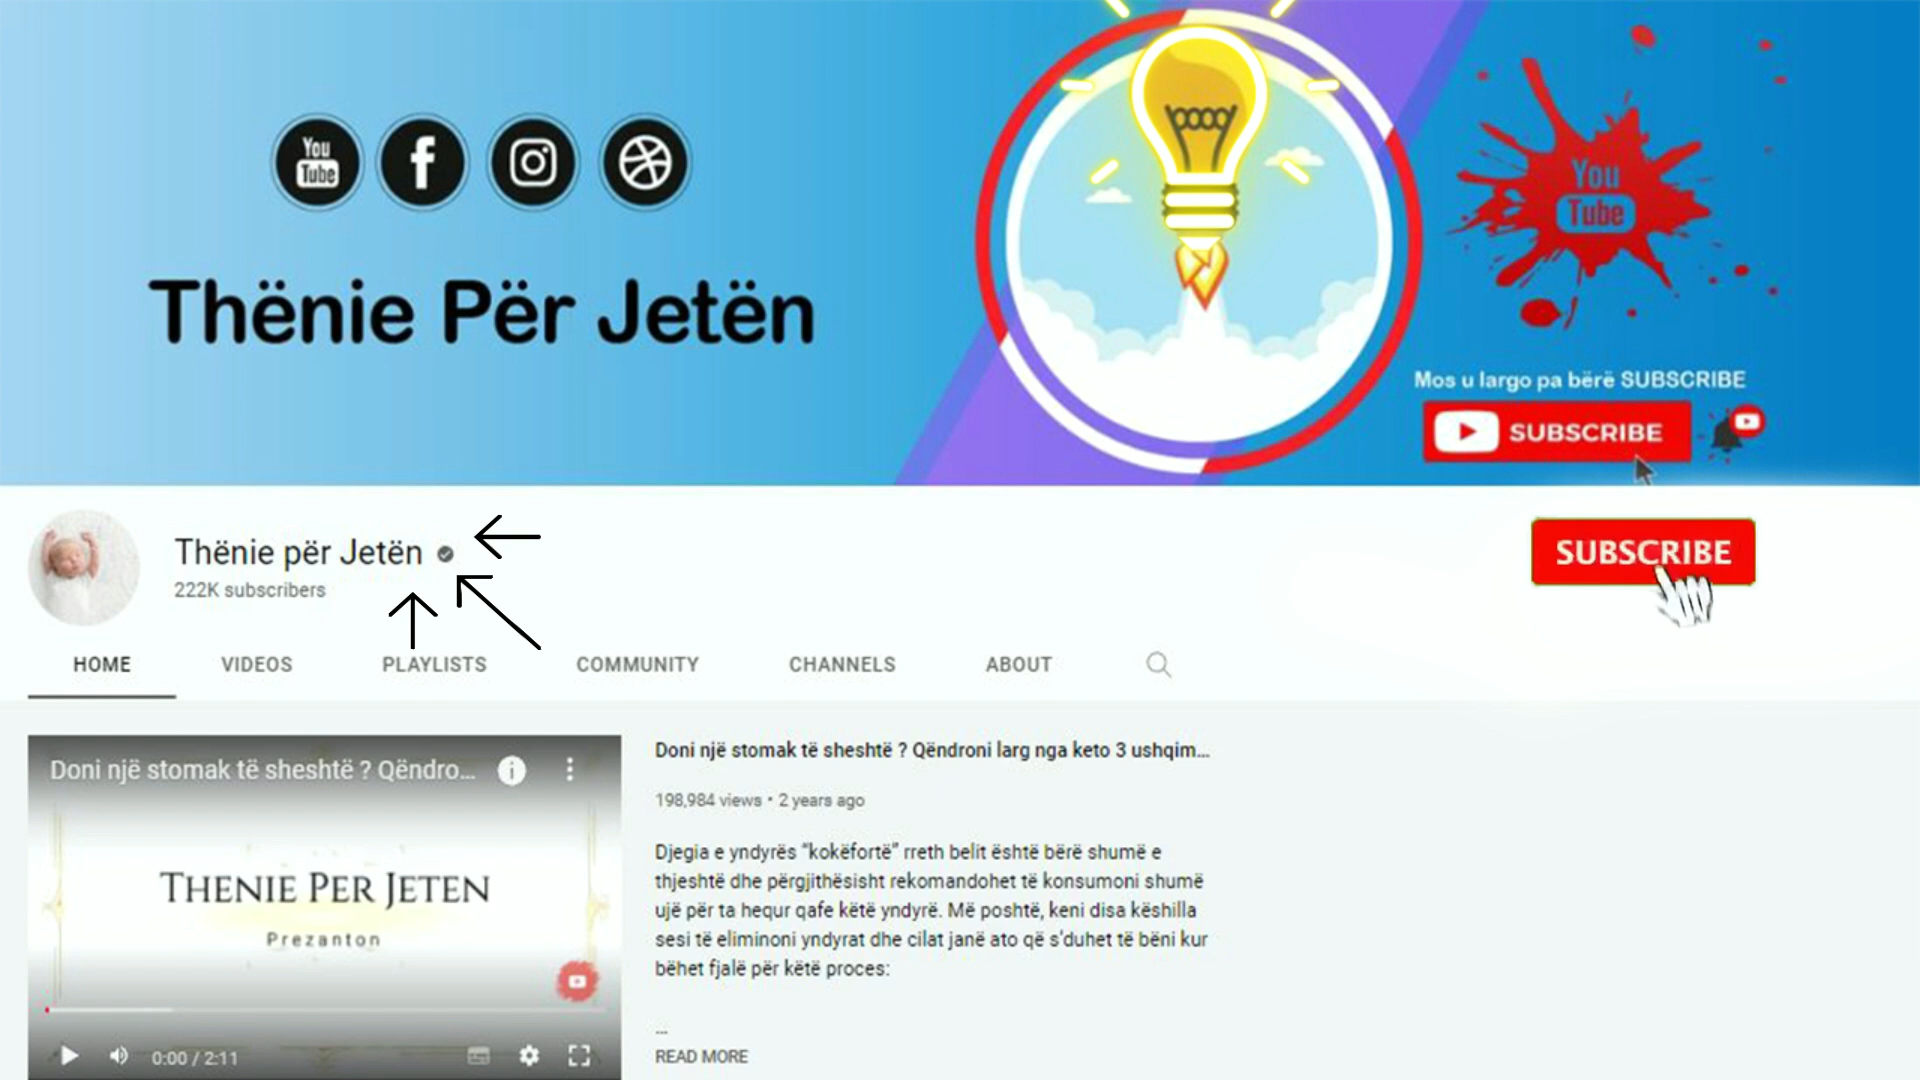 You
Tube
Thënie Për Jetën
You
Tube
Mos u largo pa bërë SUBSCRIBE
SUBSCRIBE
Thënie për Jetën
222K subscribers
SUBSCRIBE
HOME VIDEOS PLAYLISTS COMMUNITY CHANNELS ABOUT
Doni një stomak të sheshtë ? Qëndro...
THENIE PER JETEN
Prezanton
0:00 / 2:11
Doni një stomak të sheshtë ? Qëndroni larg nga keto 3 ushqim...
198,984 views • 2 years ago
Djegia e yndyrës “kokëfortë” rreth belit është bërë shumë e
thjeshtë dhe përgjithësisht rekomandohet të konsumoni shumë
ujë për ta hequr qafe këtë yndyrë. Më poshtë, keni disa këshilla
sesi të eliminoni yndyrat dhe cilat janë ato që s'duhet të bëni kur
bëhet fjalë për këtë proces:
...
READ MORE